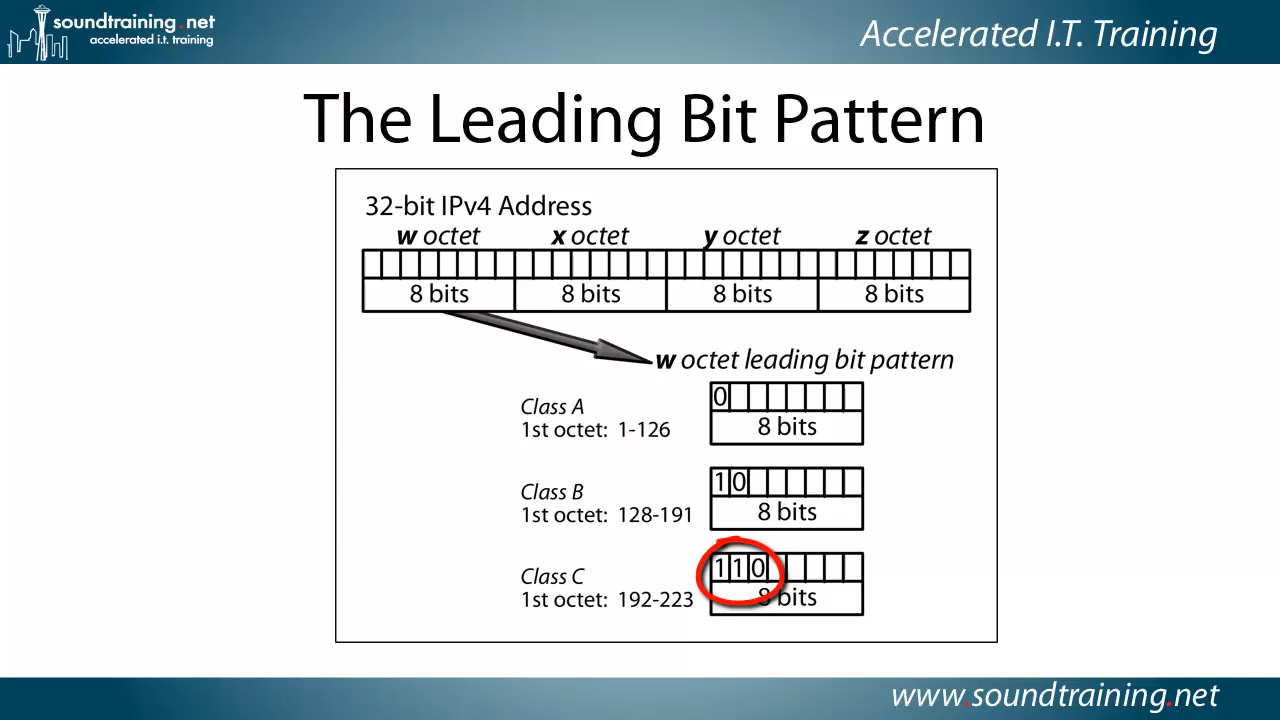 soundtraining.net
accelerated i.t. training
Accelerated I.T. Training
The Leading Bit Pattern
32-bit IPv4 Address
w octet x octet y octet z octet
8 bits 8 bits 8 bits 8 bits
w octet leading bit pattern
Class A
0
1st octet: 1-126
8 bits
Class B
1 0
1st octet: 128-191
8 bits
Class C
1 1 0
1st octet: 192-223
8 bits
www.soundtraining.net